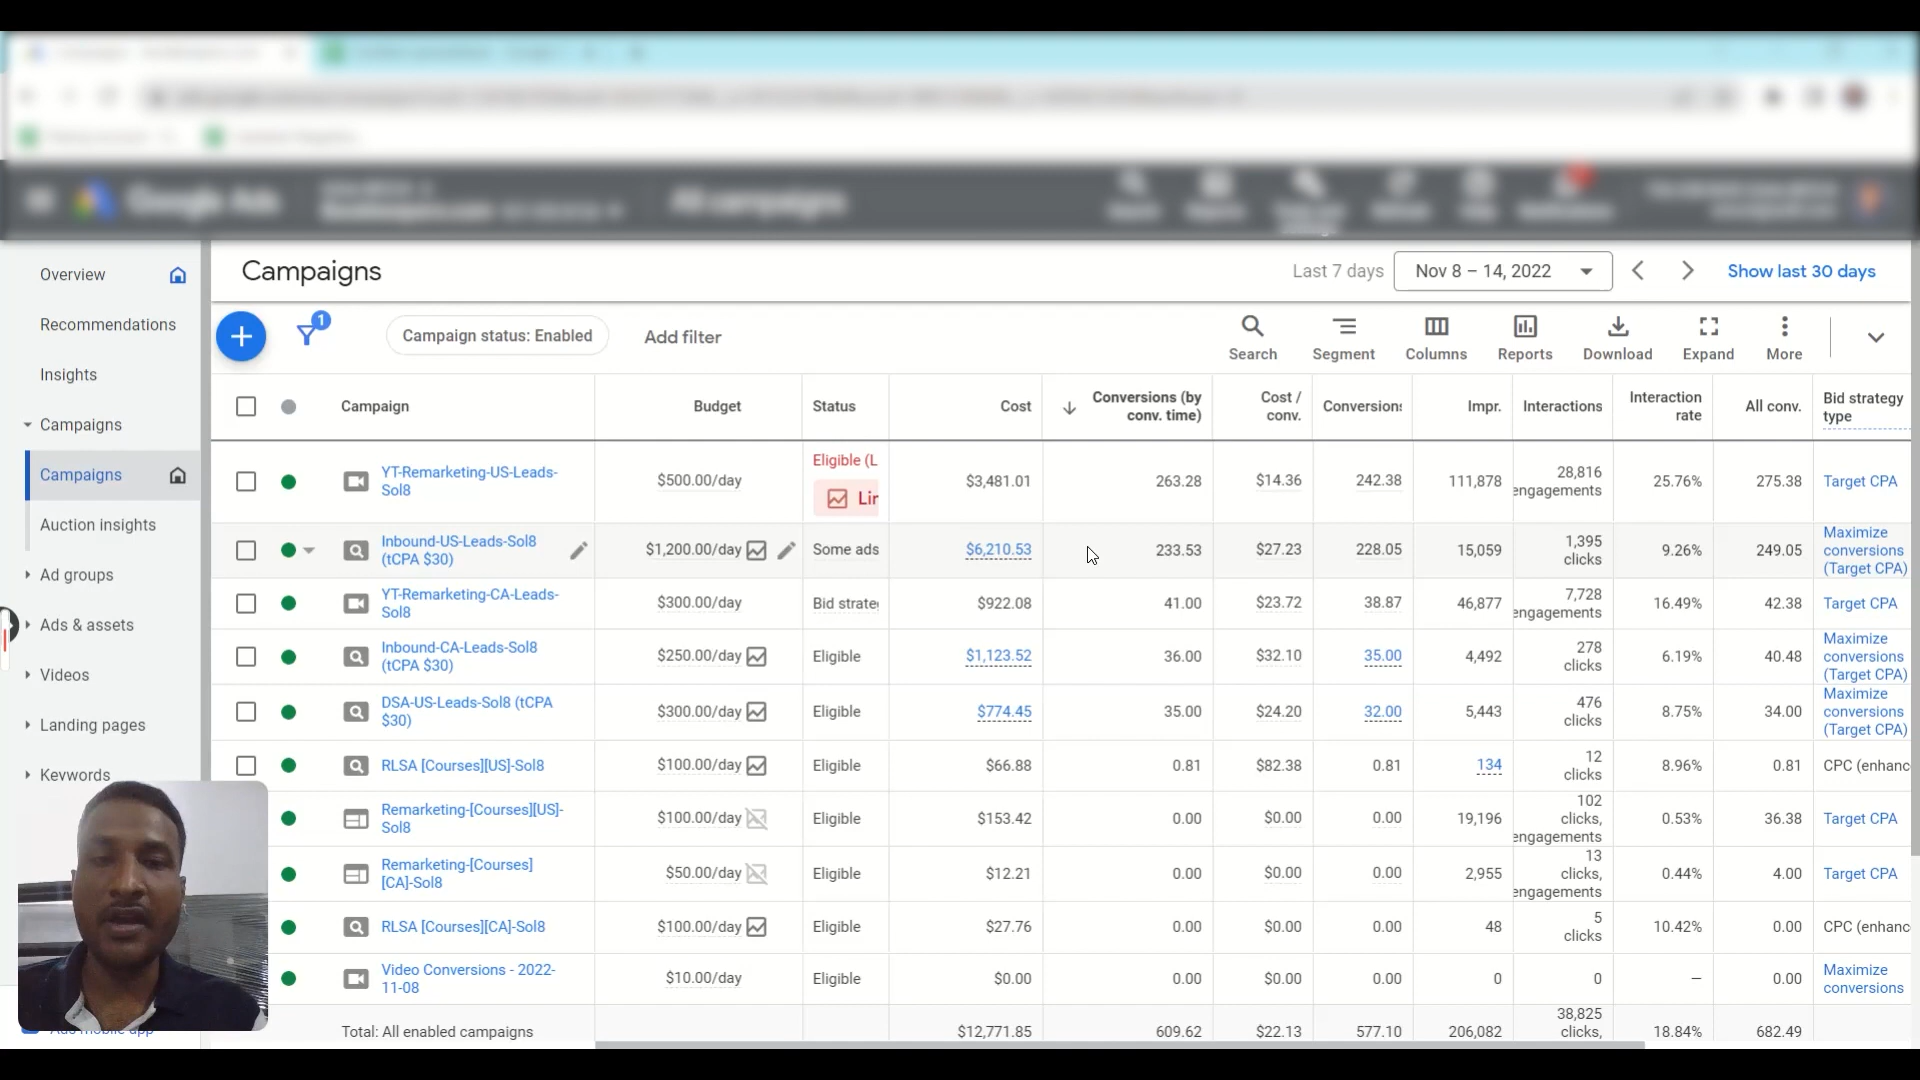 Google Ads
All campaigns
Overview
Recommendations
Insights
Campaigns
Campaigns
Auction insights
Ad groups
Ads & assets
Videos
Landing pages
Keywords
Campaigns
Last 7 days
Nov 8 – 14, 2022
Show last 30 days
1
Campaign status: Enabled
Add filter
Search
Segment
Columns
Reports
Download
Expand
More
Campaign
Budget
Status
Cost
Conversions (by
conv. time)
Cost /
conv.
Conversions
Impr.
Interactions
Interaction
rate
All conv.
Bid strategy
type
YT-Remarketing-US-Leads-
Sol8
$500.00/day
Eligible (L
Lir
$3,481.01
263.28
$14.36
242.38
111,878
28,816
engagements
25.76%
275.38
Target CPA
Inbound-US-Leads-Sol8
(tCPA $30)
$1,200.00/day
Some ads
$6,210.53
233.53
$27.23
228.05
15,059
1,395
clicks
9.26%
249.05
Maximize
conversions
(Target CPA)
YT-Remarketing-CA-Leads-
Sol8
$300.00/day
Bid strate
$922.08
41.00
$23.72
38.87
46,877
7,728
engagements
16.49%
42.38
Target CPA
Inbound-CA-Leads-Sol8
(tCPA $30)
$250.00/day
Eligible
$1,123.52
36.00
$32.10
35.00
4,492
278
clicks
6.19%
40.48
Maximize
conversions
(Target CPA)
DSA-US-Leads-Sol8 (tCPA
$30)
$300.00/day
Eligible
$774.45
35.00
$24.20
32.00
5,443
476
clicks
8.75%
34.00
Maximize
conversions
(Target CPA)
RLSA [Courses][US]-Sol8
$100.00/day
Eligible
$66.88
0.81
$82.38
0.81
134
12
clicks
8.96%
0.81
CPC (enhanc
Remarketing-[Courses][US]-
Sol8
$100.00/day
Eligible
$153.42
0.00
$0.00
0.00
19,196
102
clicks,
engagements
0.53%
36.38
Target CPA
Remarketing-[Courses]
[CA]-Sol8
$50.00/day
Eligible
$12.21
0.00
$0.00
0.00
2,955
13
clicks,
engagements
0.44%
4.00
Target CPA
RLSA [Courses][CA]-Sol8
$100.00/day
Eligible
$27.76
0.00
$0.00
0.00
48
5
clicks
10.42%
0.00
CPC (enhanc
Video Conversions - 2022-
11-08
$10.00/day
Eligible
$0.00
0.00
$0.00
0.00
0
0
–
0.00
Maximize
conversions
Total: All enabled campaigns
$12,771.85
609.62
$22.13
577.10
206,082
38,825
clicks,
18.84%
682.49